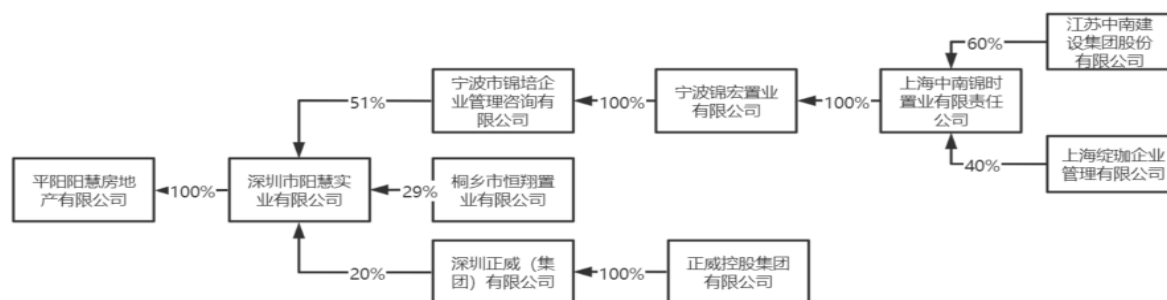 江苏中南建
设集团股份
有限公司
60%
宁波市锦培企
业管理咨询有
限公司
51%
100%
宁波锦宏置业
有限公司
100%
上海中南锦时
置业有限责任
公司
40%
上海绽珈企业
管理有限公司
平阳阳慧房地
产有限公司
100%
深圳市阳慧实
业有限公司
29%
桐乡市恒翔置
业有限公司
20%
深圳正威（集
团）有限公司
100%
正威控股集团
有限公司